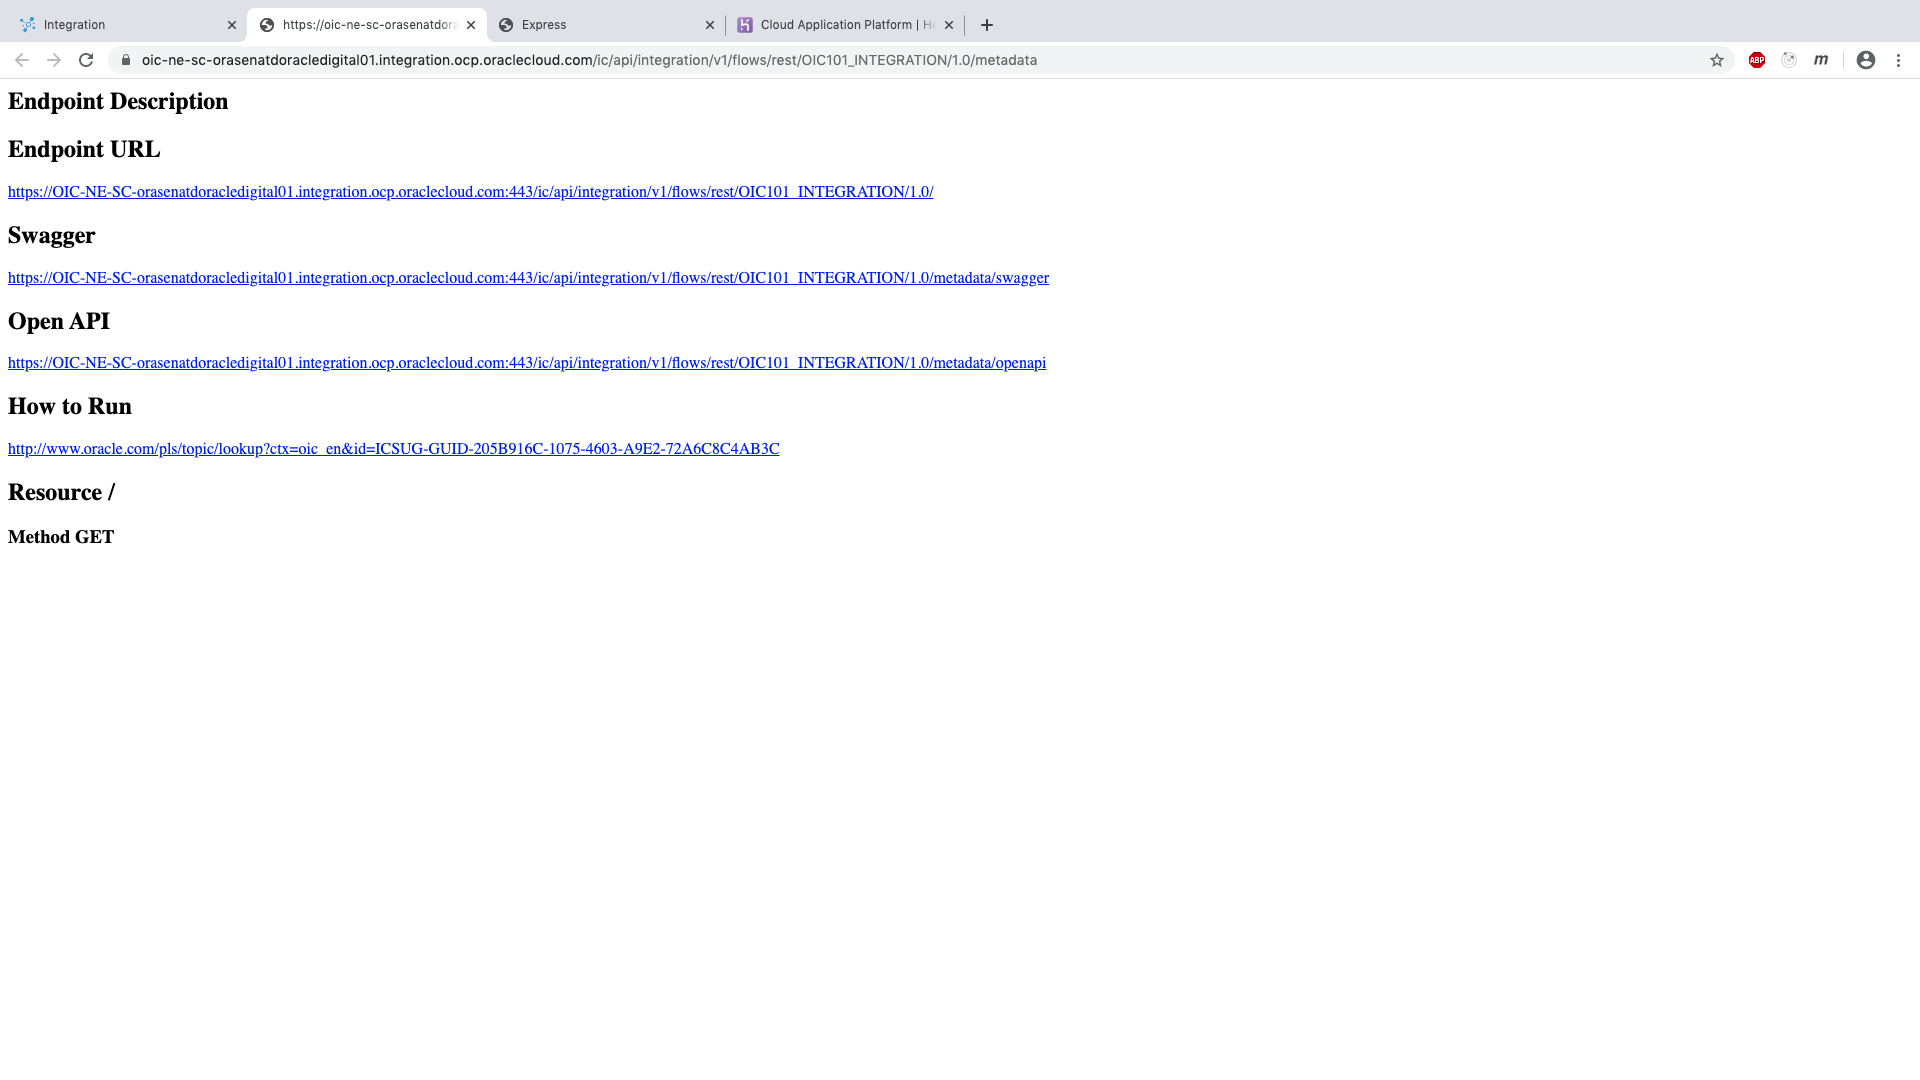 Integration
https://oic-ne-sc-orasenatdora
Express
Cloud Application Platform | He
oic-ne-sc-orasenatdoracledigital01.integration.ocp.oraclecloud.com/ic/api/integration/v1/flows/rest/OIC101_INTEGRATION/1.0/metadata
ABP
m
Endpoint Description
Endpoint URL
https://OIC-NE-SC-orasenatdoracledigital01.integration.ocp.oraclecloud.com:443/ic/api/integration/v1/flows/rest/OIC101_INTEGRATION/1.0/
Swagger
https://OIC-NE-SC-orasenatdoracledigital01.integration.ocp.oraclecloud.com:443/ic/api/integration/v1/flows/rest/OIC101_INTEGRATION/1.0/metadata/swagger
Open API
https://OIC-NE-SC-orasenatdoracledigital01.integration.ocp.oraclecloud.com:443/ic/api/integration/v1/flows/rest/OIC101_INTEGRATION/1.0/metadata/openapi
How to Run
http://www.oracle.com/pls/topic/lookup?ctx=oic_en&id=ICSUG-GUID-205B916C-1075-4603-A9E2-72A6C8C4AB3C
Resource /
Method GET